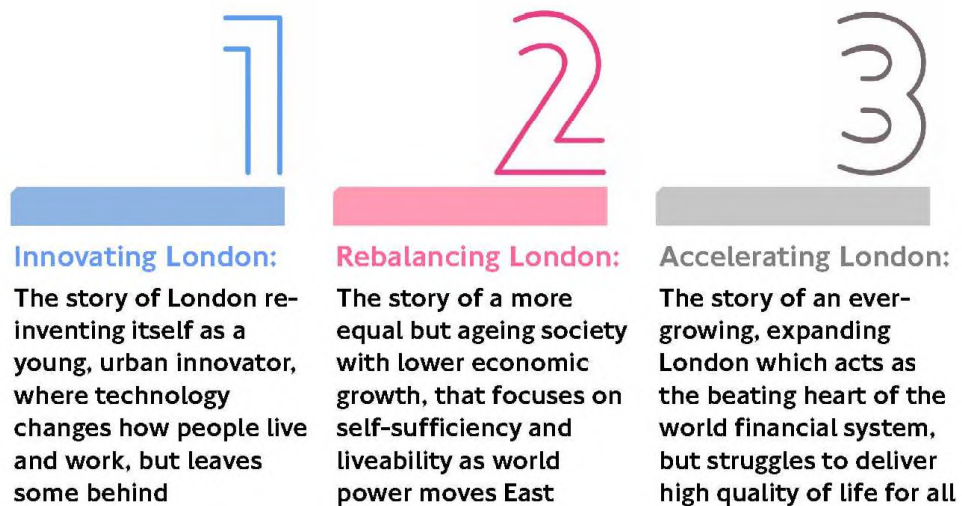 1
Innovating London:
The story of London re-
inventing itself as a
young, urban innovator,
where technology
changes how people live
and work, but leaves
some behind
2
Rebalancing London:
The story of a more
equal but ageing society
with lower economic
growth, that focuses on
self-sufficiency and
liveability as world
power moves East
3
Accelerating London:
The story of an ever-
growing, expanding
London which acts as
the beating heart of the
world financial system,
but struggles to deliver
high quality of life for all